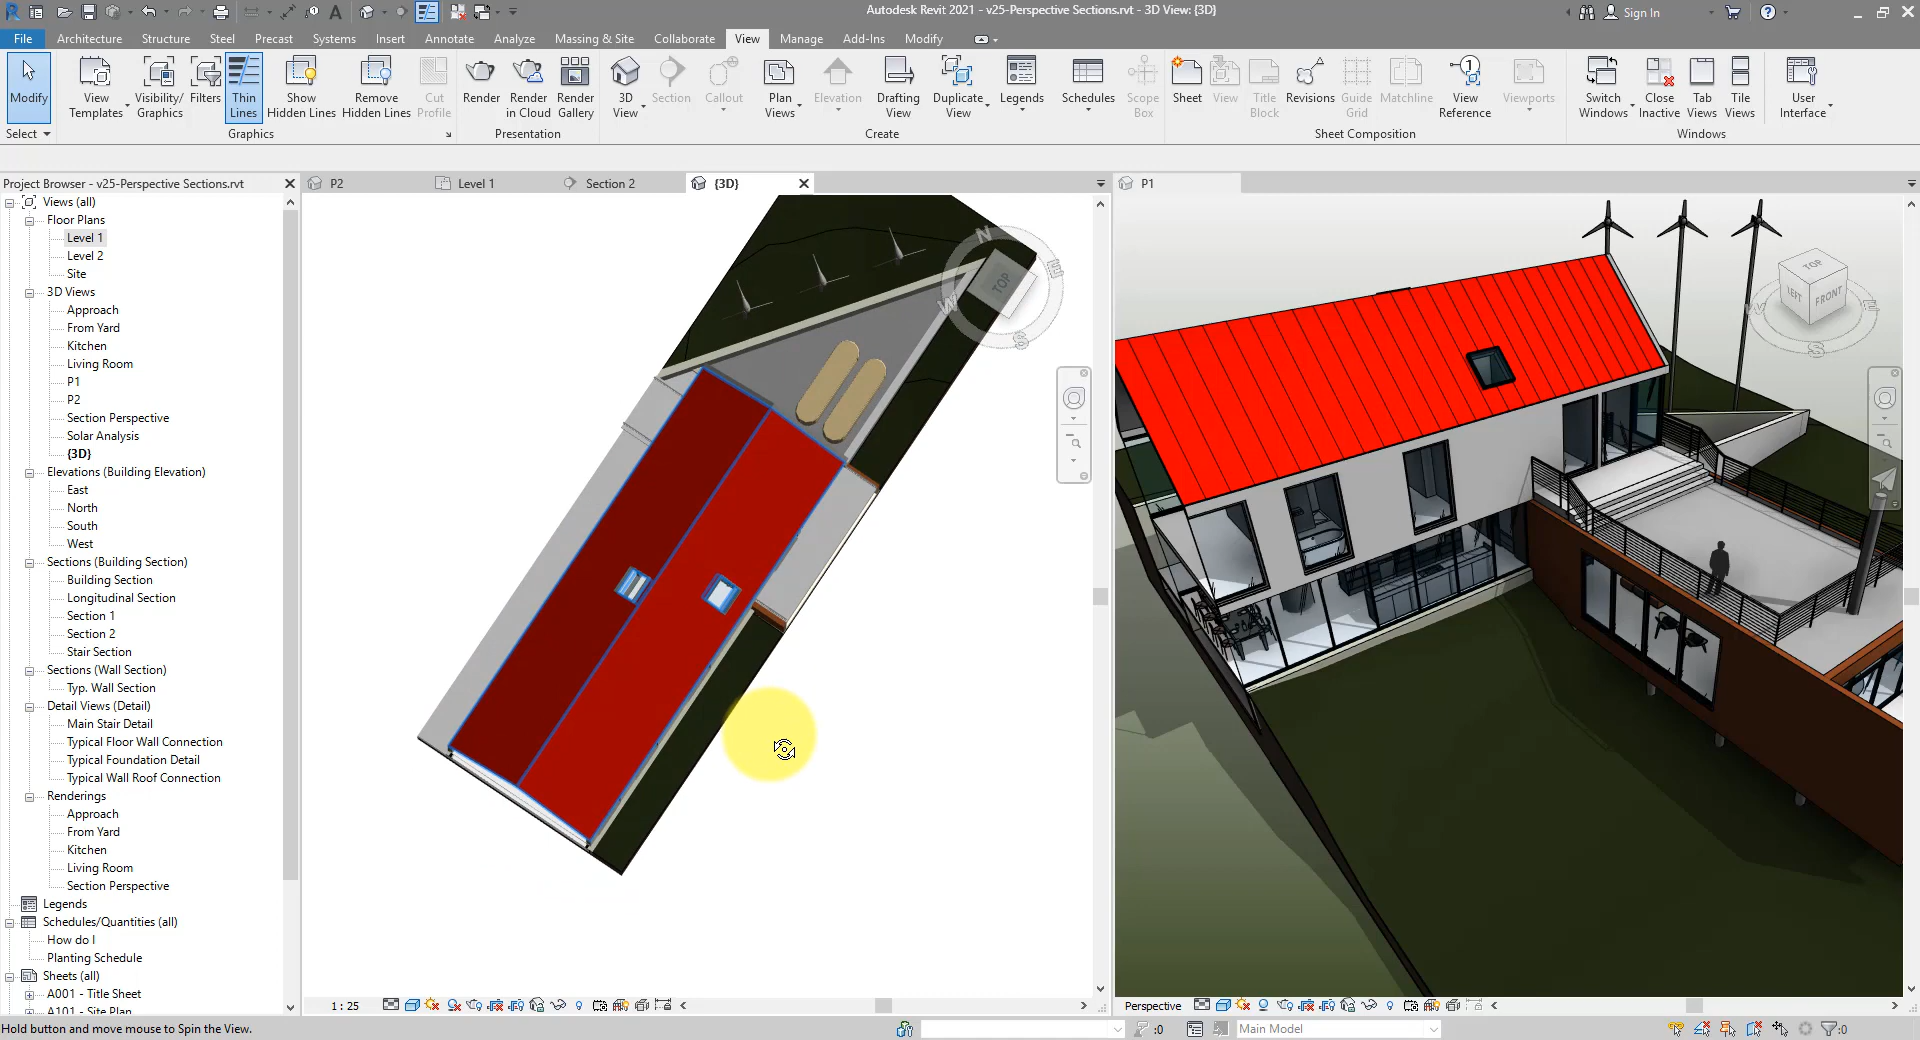 Autodesk Revit 2021 - v25-Perspective Sections.rvt - 3D View: {3D}
Sign In
File Architecture Structure Steel Precast Systems Insert Annotate Analyze Massing & Site Collaborate View Manage Add-Ins Modify
Modify
View Templates
Visibility/ Graphics
Filters
Thin Lines
Show Hidden Lines
Remove Hidden Lines
Cut Profile
Render
Render in Cloud
Render Gallery
3D View
Section
Callout
Plan Views
Elevation
Drafting View
Duplicate View
Legends
Schedules
Scope Box
Sheet
View
Title Block
Revisions
Guide Grid
Matchline
View Reference
Viewports
Switch Windows
Close Inactive
Tab Views
Tile Views
User Interface
Select Graphics Presentation Create Sheet Composition Windows
Project Browser - v25-Perspective Sections.rvt
P2 Level 1 Section 2 {3D} P1
Views (all)
Floor Plans
Level 1
Level 2
Site
3D Views
Approach
From Yard
Kitchen
Living Room
P1
P2
Section Perspective
Solar Analysis
{3D}
Elevations (Building Elevation)
East
North
South
West
Sections (Building Section)
Building Section
Longitudinal Section
Section 1
Section 2
Stair Section
Sections (Wall Section)
Typ. Wall Section
Detail Views (Detail)
Main Stair Detail
Typical Floor Wall Connection
Typical Foundation Detail
Typical Wall Roof Connection
Renderings
Approach
From Yard
Kitchen
Living Room
Section Perspective
Legends
Schedules/Quantities (all)
How do I
Planting Schedule
Sheets (all)
A001 - Title Sheet
A101 - Site Plan
N
E
W
S
TOP
TOP
LEFT
FRONT
W
E
S
1 : 25
Perspective
Hold button and move mouse to Spin the View.
:0
Main Model
:0